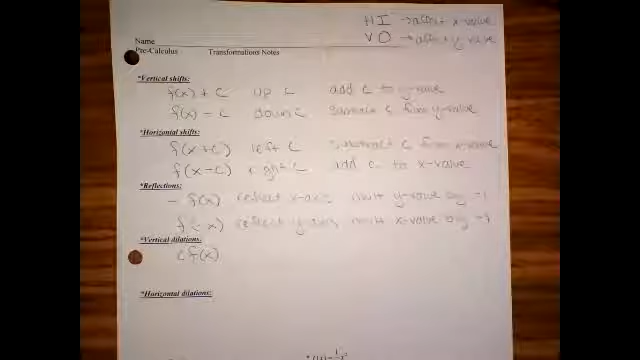 HI → affect x-value
VO → affect y-value
Name
Pre-Calculus Transformations Notes
*Vertical shifts:
f(x) + c up c add c to y-value
f(x) - c down c subtract c from y-value
*Horizontal shifts:
f(x+c) left c subtract c from x-value
f(x-c) right c add c to x-value
*Reflections:
- f(x) reflect x-axis mult y-value by -1
f(-x) reflect y-axis mult x-value by -1
*Vertical dilations:
c f(x)
*Horizontal dilations: